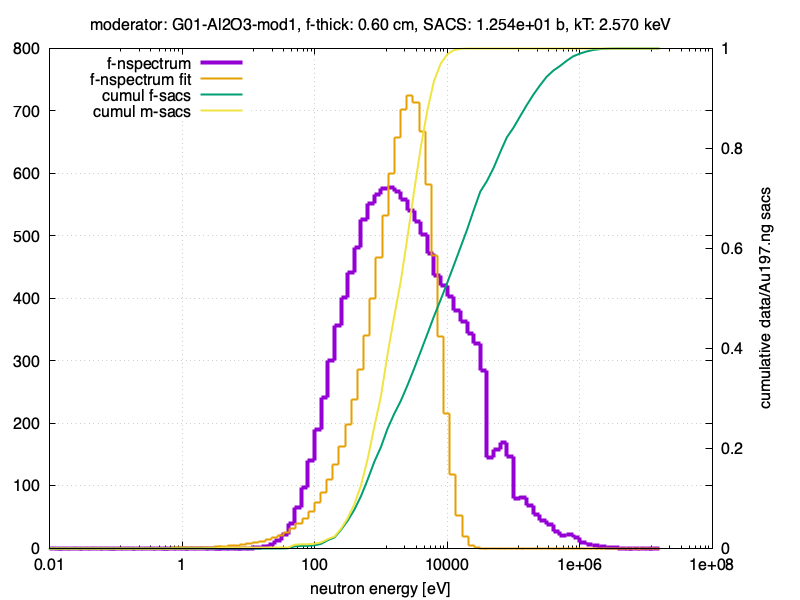 moderator: G01-Al2O3-mod1, f-thick: 0.60 cm, SACS: 1.254e+01 b, kT: 2.570 keV
f-nspectrum
f-nspectrum fit
cumul f-sacs
cumul m-sacs
800
700
600
500
400
300
200
100
0
1
0.8
0.6
0.4
0.2
0
cumulative data/Au197.ng sacs
0.01 1 100 10000 1e+06 1e+08
neutron energy [eV]